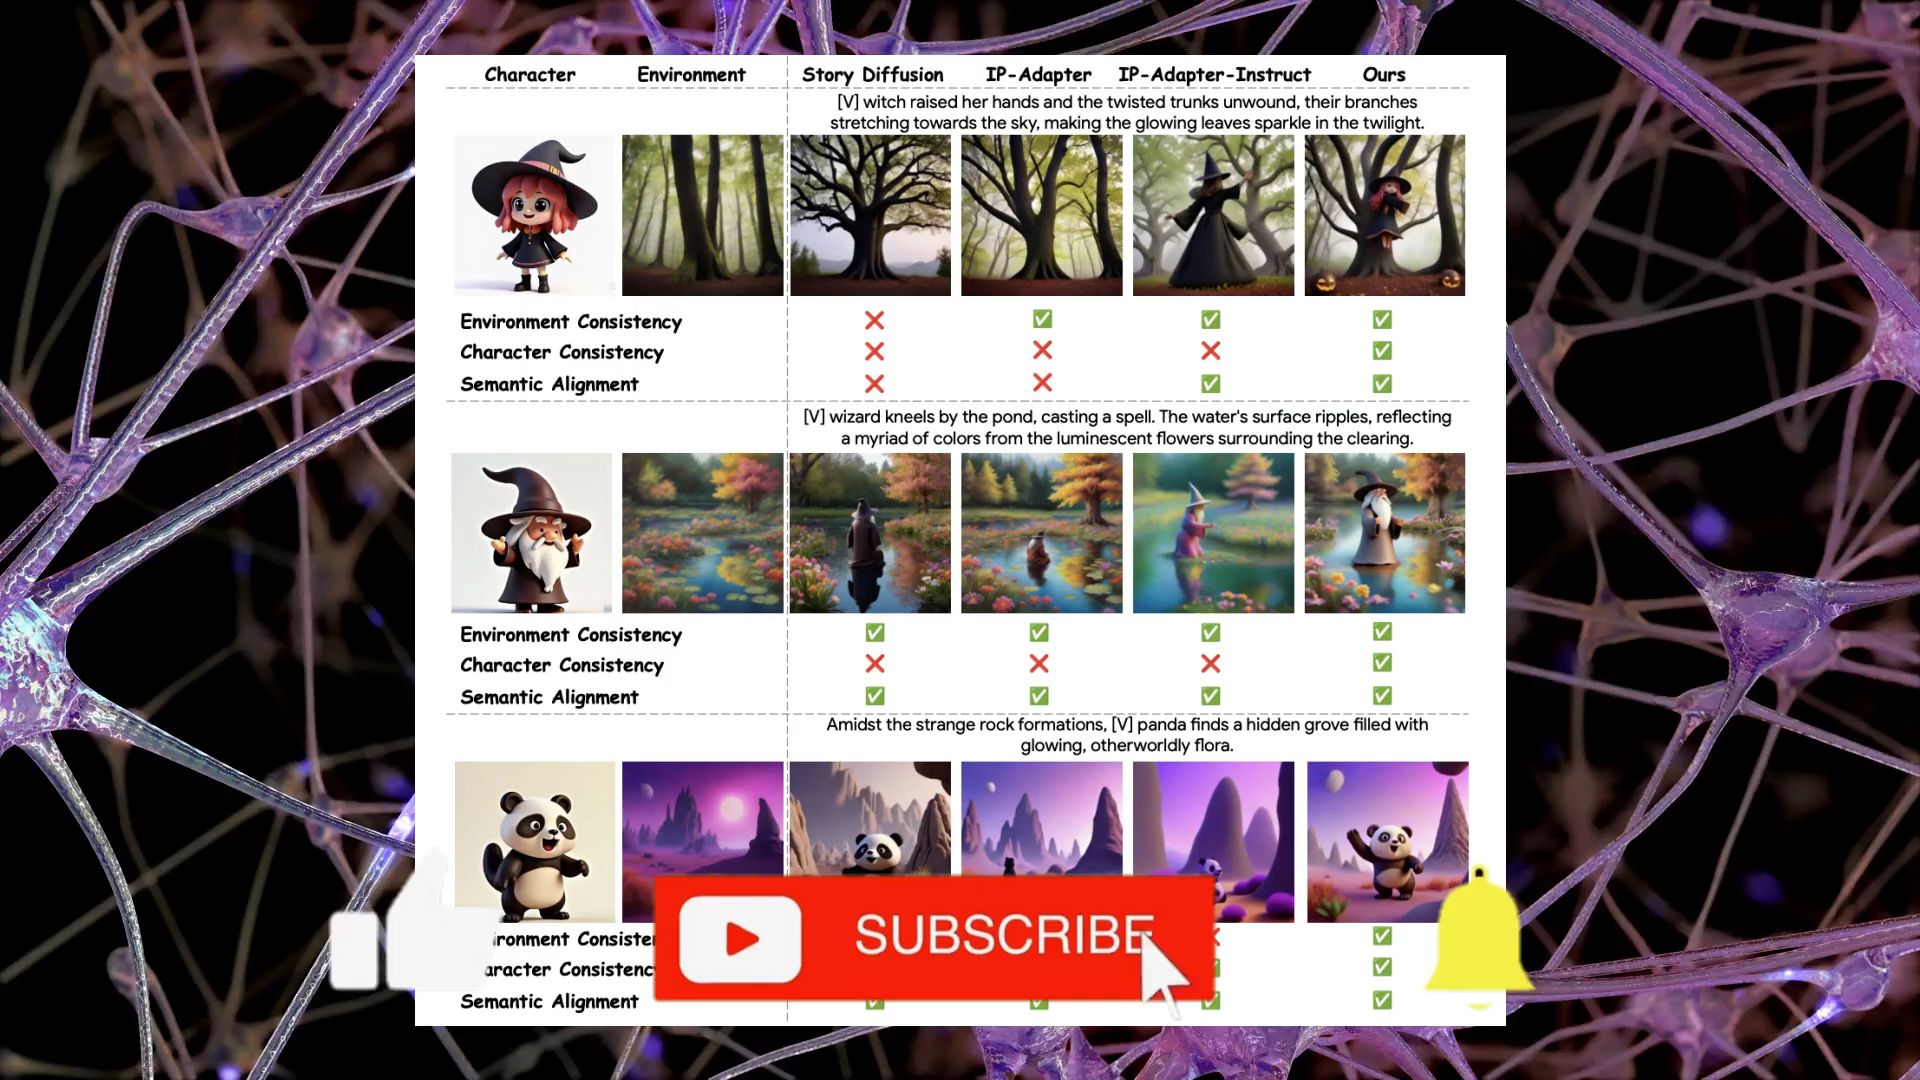 Character Environment Story Diffusion IP-Adapter IP-Adapter-Instruct Ours
[V] witch raised her hands and the twisted trunks unwound, their branches
stretching towards the sky, making the glowing leaves sparkle in the twilight.
Environment Consistency
Character Consistency
Semantic Alignment
[V] wizard kneels by the pond, casting a spell. The water's surface ripples, reflecting
a myriad of colors from the luminescent flowers surrounding the clearing.
Environment Consistency
Character Consistency
Semantic Alignment
Amidst the strange rock formations, [V] panda finds a hidden grove filled with
glowing, otherworldly flora.
SUBSCRIBE
Semantic Alignment